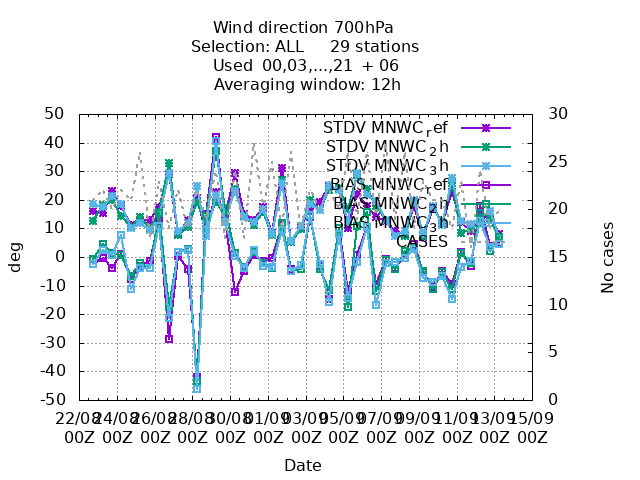 Wind direction 700hPa
Selection: ALL 29 stations
Used 00,03,...,21 + 06
Averaging window: 12h
50 40 30 20 10 0 -10 -20 -30 -40 -50
deg
30 25 20 15 10 5 0
No cases
STDV MNWC_ref
STDV MNWC_2h
STDV MNWC_3h
BIAS MNWC_ref
BIAS MNWC_2h
BIAS MNWC_3h
CASES
22/08 24/08 26/08 28/08 30/08 01/09 03/09 05/09 07/09 09/09 11/09 13/09 15/09
00Z 00Z 00Z 00Z 00Z 00Z 00Z 00Z 00Z 00Z 00Z 00Z 00Z
Date